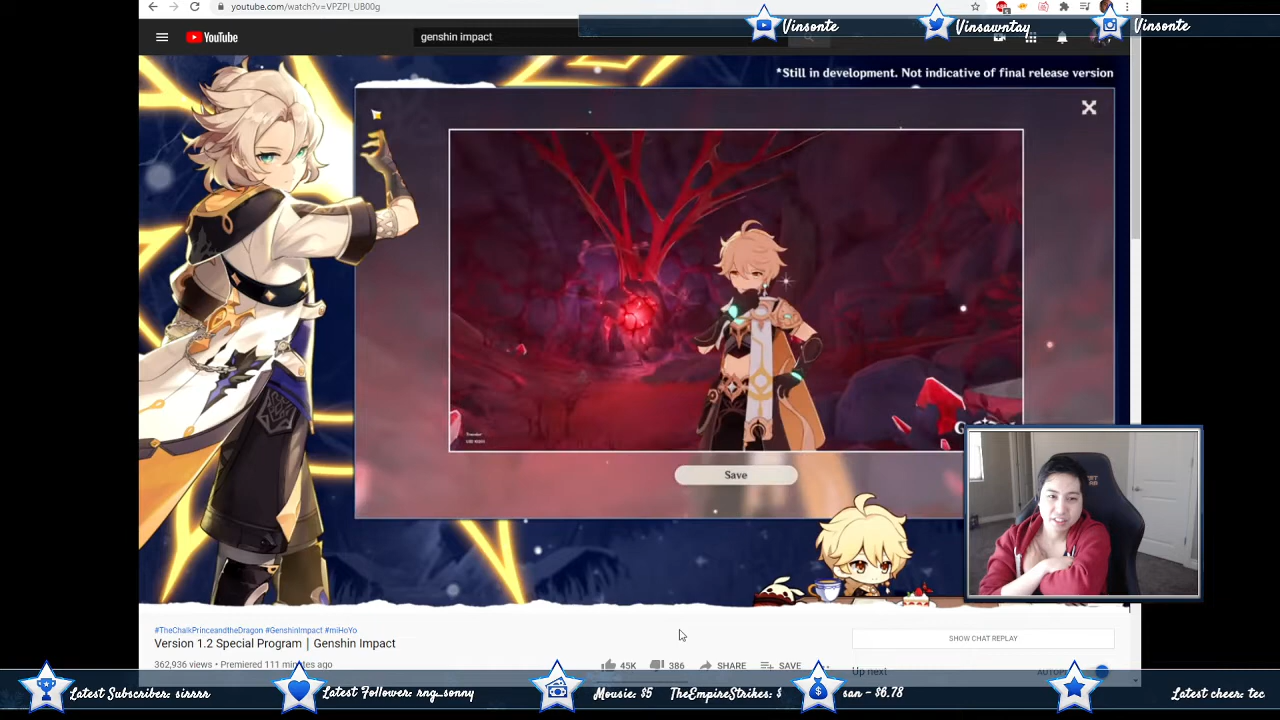 youtube.com/watch?v=VPZPI_UB00g
YouTube
genshin impact
Vinsonte
Vinsawntay
Vinsonte
*Still in development. Not indicative of final release version
Save
#TheChalkPrinceandtheDragon #GenshinImpact #miHoYo
Version 1.2 Special Program | Genshin Impact
362,936 views • Premiered 111 minutes ago
45K
386
SHARE
SAVE
SHOW CHAT REPLAY
Up next
Latest Subscriber: sirrrr
Latest Follower: rng_sonny
Mousie: $5
TheEmpireStrikes: $
san - $6.78
Latest cheer: tec